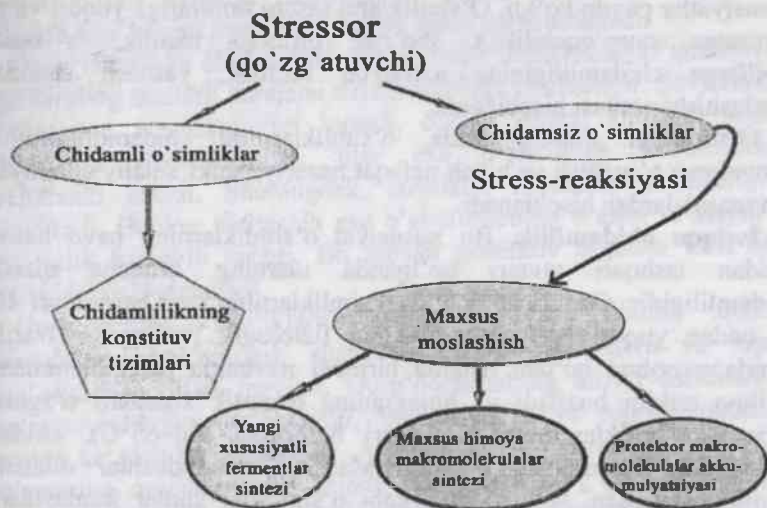 Stressor
(qo`zg`atuvchi)
Chidamli o`simliklar
Chidamsiz o`simliklar
Stress-reaksiyasi
Chidamlilikning
konstituv
tizimlari
Maxsus
moslashish
Yangi
xususiyatli
fermentlar
sintezi
Maxsus himoya
makromolekulalar
sintezi
Protektor makro-
molekulalar akku-
mulyatsiyasi